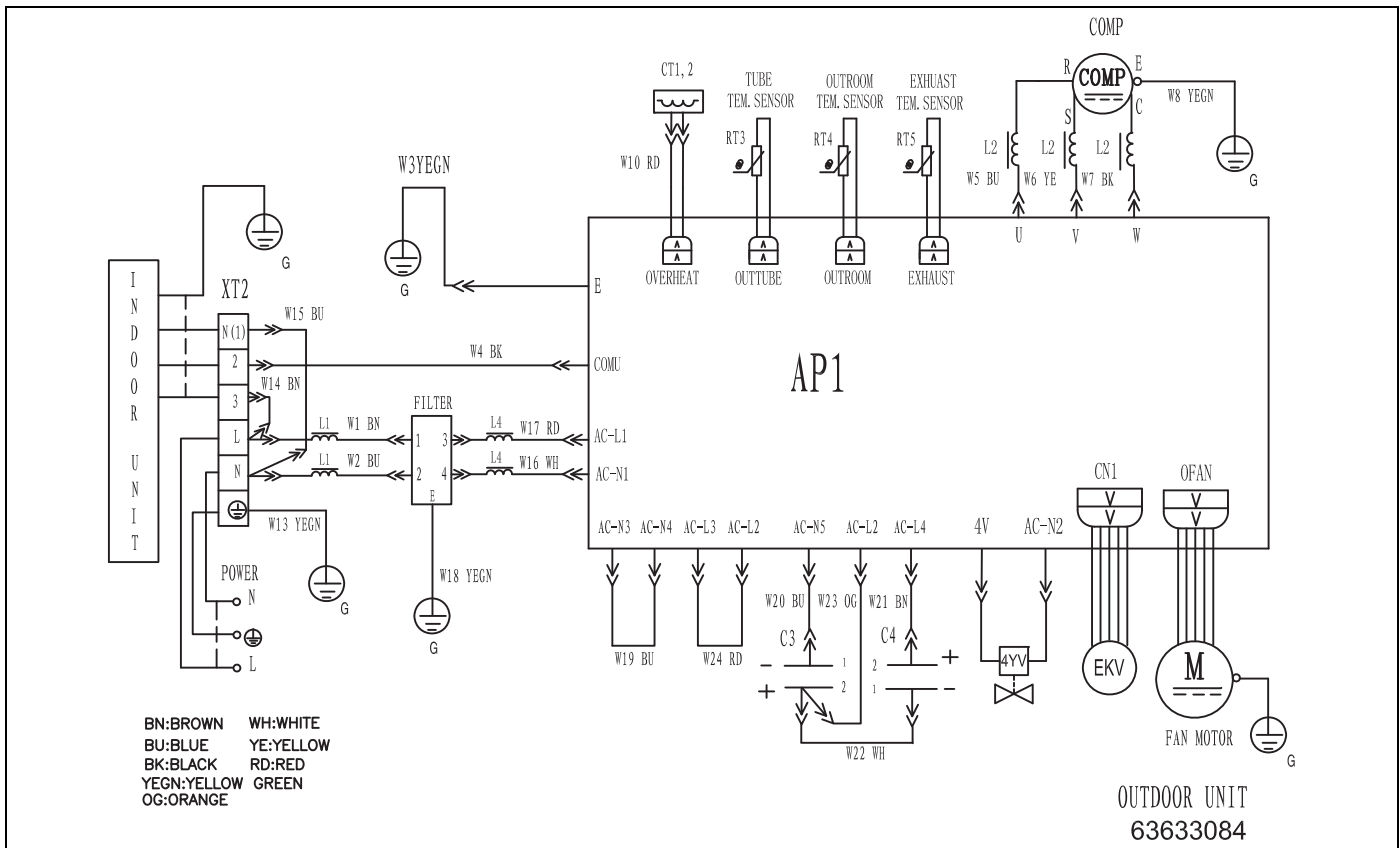 COMP
CT1, 2
TUBE
TEM. SENSOR
OUTROOM
TEM. SENSOR
EXHUAST
TEM. SENSOR
R
COMP
E
W8 YEGN
S
C
G
RT3
RT4
RT5
L2
L2
L2
W10 RD
W5 BU
W6 YE
W7 BK
W3YEGN
G
G
U
V
W
OVERHEAT
OUTTUBE
OUTROOM
EXHAUST
INDOOR UNIT
XT2
E
N(1)
W15 BU
2
W4 BK
COMU
AP1
3
W14 BN
FILTER
L
L1
W1 BN
1
3
L4
W17 RD
AC-L1
N
L1
W2 BU
2
4
L4
W16 WH
AC-N1
E
W13 YEGN
G
W18 YEGN
G
CN1
OFAN
AC-N3
AC-N4
AC-L3
AC-L2
AC-N5
AC-L2
AC-L4
4V
AC-N2
POWER
N
L
W20 BU
W23 OG
W21 BN
W19 BU
W24 RD
C3
C4
-
1
2
+
+
2
1
-
W22 WH
4YV
EKV
M
FAN MOTOR
G
BN:BROWN WH:WHITE
BU:BLUE YE:YELLOW
BK:BLACK RD:RED
YEGN:YELLOW GREEN
OG:ORANGE
OUTDOOR UNIT
63633084